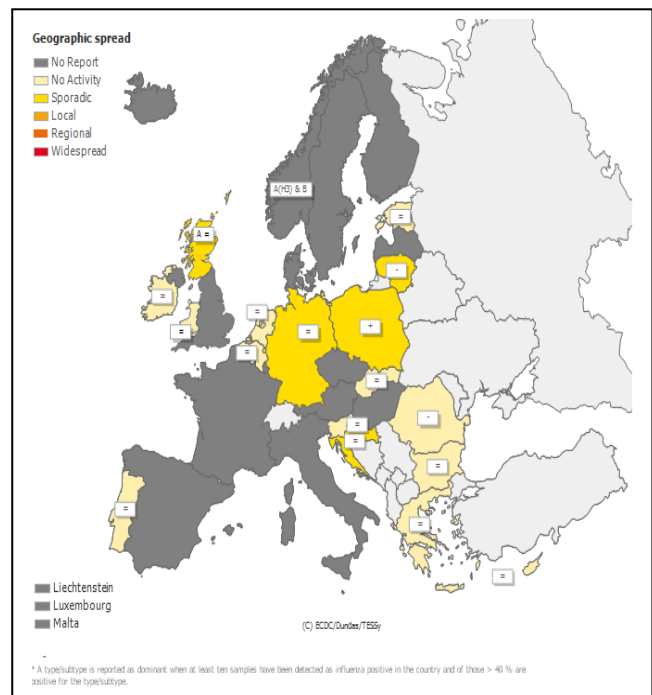 Geographic spread
No Report
No Activity
Sporadic
Local
Regional
Widespread
A(H3) & B
=
A =
-
=
=
=
=
+
=
=
-
=
=
=
=
=
=
Liechtenstein
Luxembourg
Malta
(C) ECDC/Dundas/TESSy
-
* A type/subtype is reported as dominant when at least ten samples have been detected as influenza positive in the country and of those > 40 % are
positive for the type/subtype.